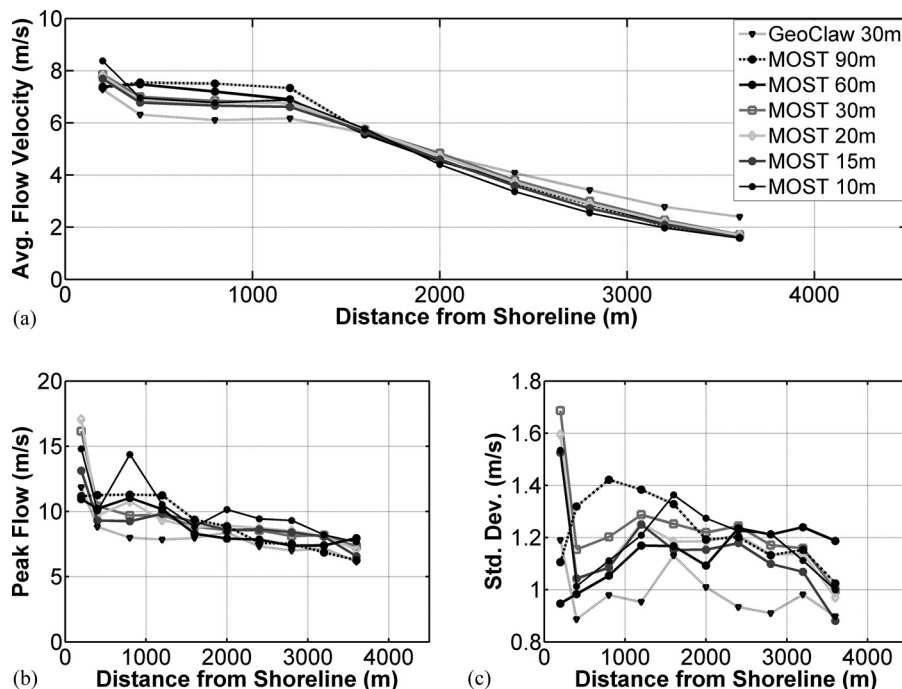 10
8
6
4
2
0
Avg. Flow Velocity (m/s)
GeoClaw 30m
MOST 90m
MOST 60m
MOST 30m
MOST 20m
MOST 15m
MOST 10m
0 1000 2000 3000 4000
(a) Distance from Shoreline (m)
20
15
10
5
0
Peak Flow (m/s)
0 1000 2000 3000 4000
(b) Distance from Shoreline (m)
1.8
1.6
1.4
1.2
1
0.8
Std. Dev. (m/s)
0 1000 2000 3000 4000
(c) Distance from Shoreline (m)